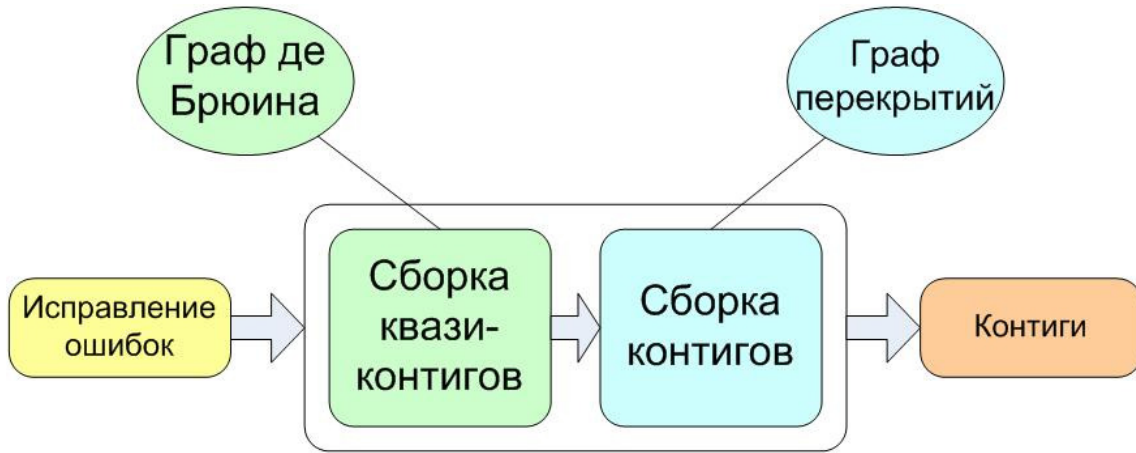 Граф де
Брюина
Граф
перекрытий
Исправление
ошибок
Сборка
квази-
контигов
Сборка
контигов
Контиги